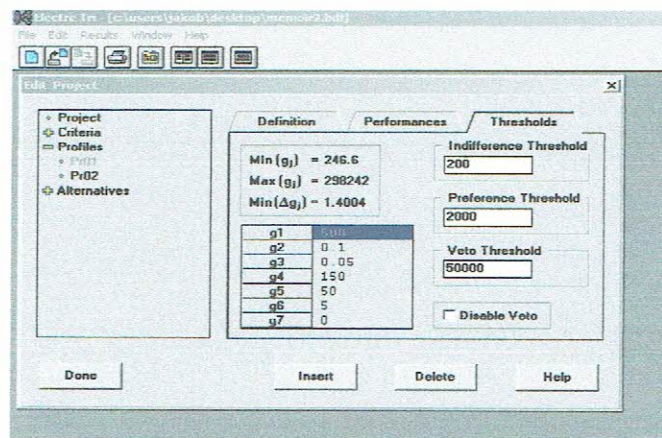 Electre Tri - [c:\users\jakob\desktop\memoir2.bdt]
File Edit Results Window Help
Edit Project
Project
Criteria
Profiles
Pr01
Pr02
Alternatives
Definition Performances Thresholds
Min (gj) = 246.6
Max (gj) = 298242
Min(Δgj) = 1.4004
g1 500
g2 0.1
g3 0.05
g4 150
g5 50
g6 5
g7 0
Indifference Threshold
200
Preference Threshold
2000
Veto Threshold
50000
Disable Veto
Done Insert Delete Help